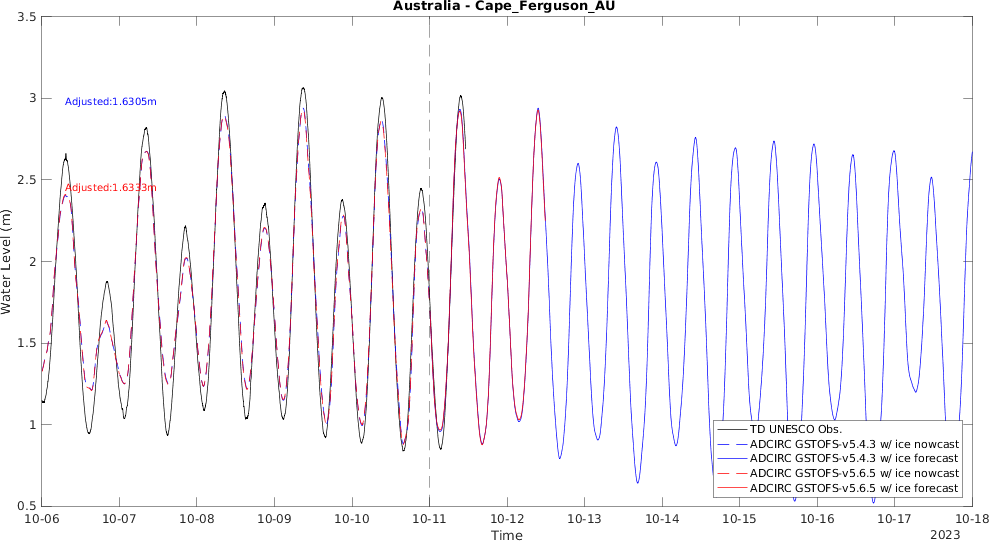 Australia - Cape_Ferguson_AU
3.5
3
2.5
2
1.5
1
0.5
Water Level (m)
Adjusted:1.6305m
Adjusted:1.6333m
TD UNESCO Obs.
ADCIRC GSTOFS-v5.4.3 w/ ice nowcast
ADCIRC GSTOFS-v5.4.3 w/ ice forecast
ADCIRC GSTOFS-v5.6.5 w/ ice nowcast
ADCIRC GSTOFS-v5.6.5 w/ ice forecast
10-06 10-07 10-08 10-09 10-10 10-11 10-12 10-13 10-14 10-15 10-16 10-17 10-18
Time
2023